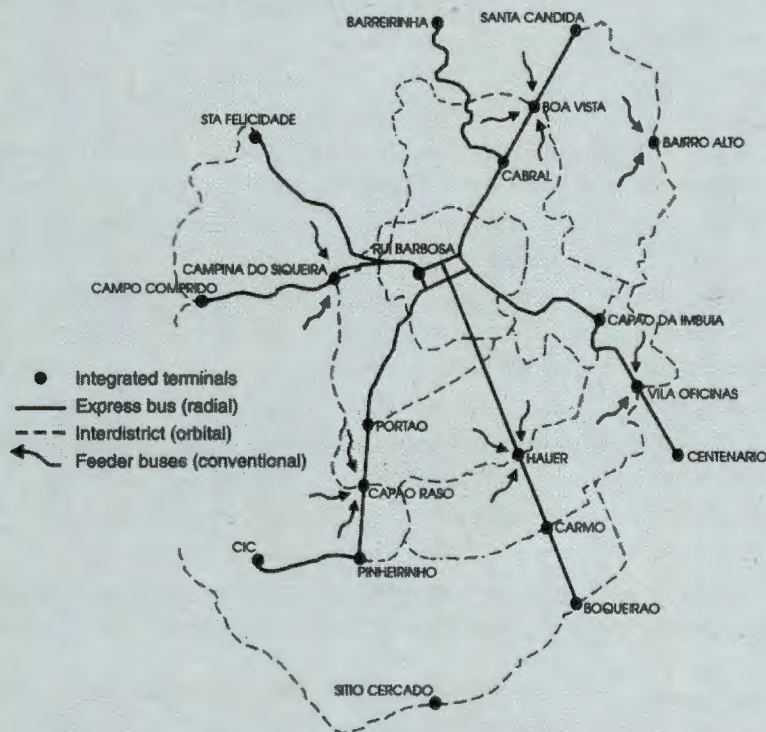 BARREIRINHA
SANTA CANDIDA
BOA VISTA
STA FELICIDADE
BAIRRO ALTO
CABRAL
RUI BARBOSA
CAMPINA DO SIQUEIRA
CAMPO COMPRIDO
CAPAO DA IMBUIA
Integrated terminals
VILA OFICINAS
Express bus (radial)
Interdistrict (orbital)
PORTAO
Feeder buses (conventional)
HAUER
CENTENARIO
CAPAO RASO
CARMO
CIC
PINHEIRINHO
BOQUEIRAO
SITIO CERCADO